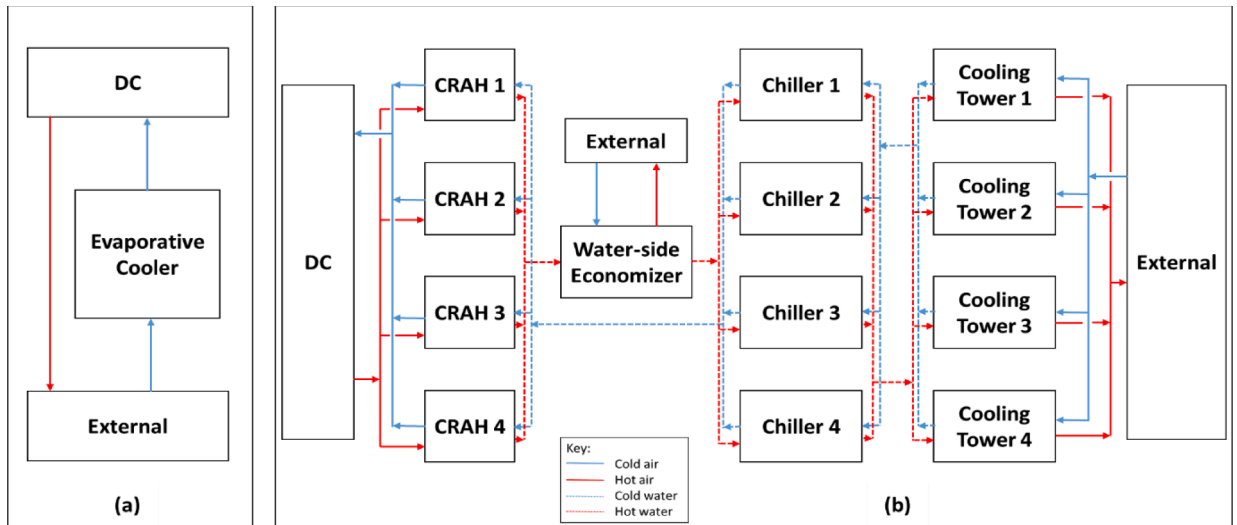 DC
Evaporative
Cooler
External
(a)
DC
CRAH 1
CRAH 2
CRAH 3
CRAH 4
External
Water-side
Economizer
Chiller 1
Chiller 2
Chiller 3
Chiller 4
Cooling
Tower 1
Cooling
Tower 2
Cooling
Tower 3
Cooling
Tower 4
External
Key:
Cold air
Hot air
Cold water
Hot water
(b)